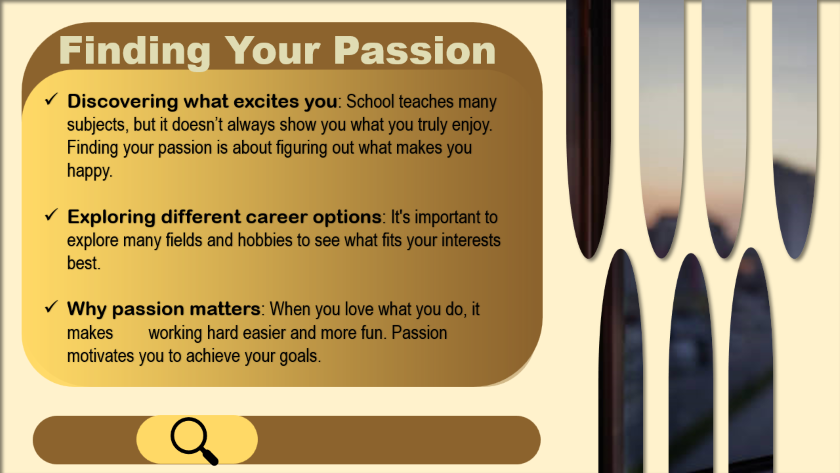 Finding Your Passion
✓ Discovering what excites you: School teaches many
subjects, but it doesn’t always show you what you truly enjoy.
Finding your passion is about figuring out what makes you
happy.
✓ Exploring different career options: It's important to
explore many fields and hobbies to see what fits your interests
best.
✓ Why passion matters: When you love what you do, it
makes working hard easier and more fun. Passion
motivates you to achieve your goals.